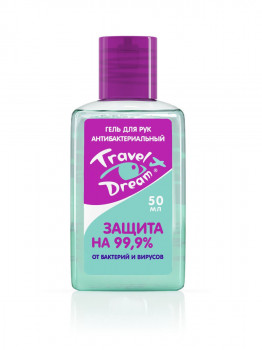 ГЕЛЬ ДЛЯ РУК
АНТИБАКТЕРИАЛЬНЫЙ
Travel
Dream®
50
МЛ
ЗАЩИТА
НА 99,9%
ОТ БАКТЕРИЙ И ВИРУСОВ